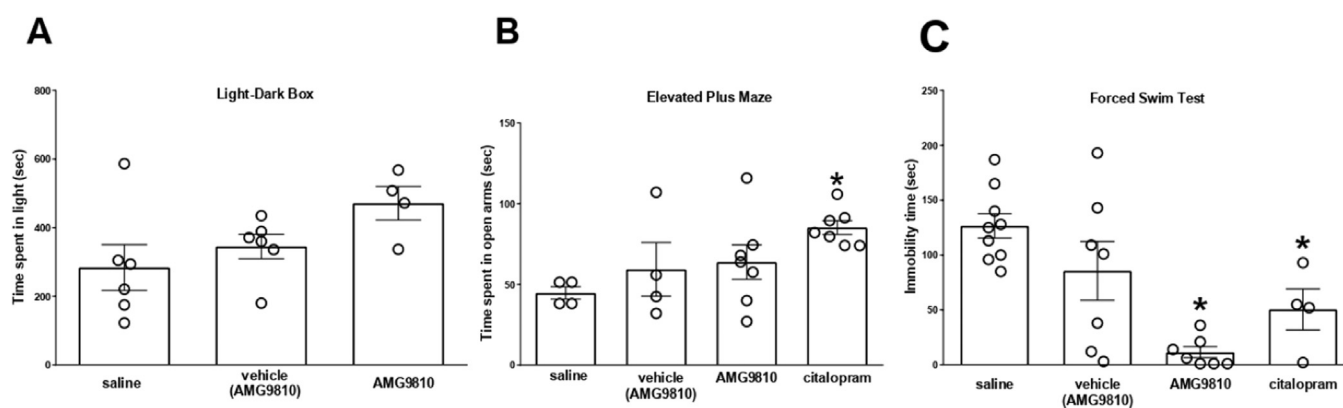 A
Light-Dark Box
Time spent in light (sec)
800
600
400
200
0
saline
vehicle
(AMG9810)
AMG9810
B
Elevated Plus Maze
Time spent in open arms (sec)
150
100
50
0
*
saline
vehicle
(AMG9810)
AMG9810
citalopram
C
Forced Swim Test
Immobility time (sec)
250
200
150
100
50
0
*
*
saline
vehicle
(AMG9810)
AMG9810
citalopram